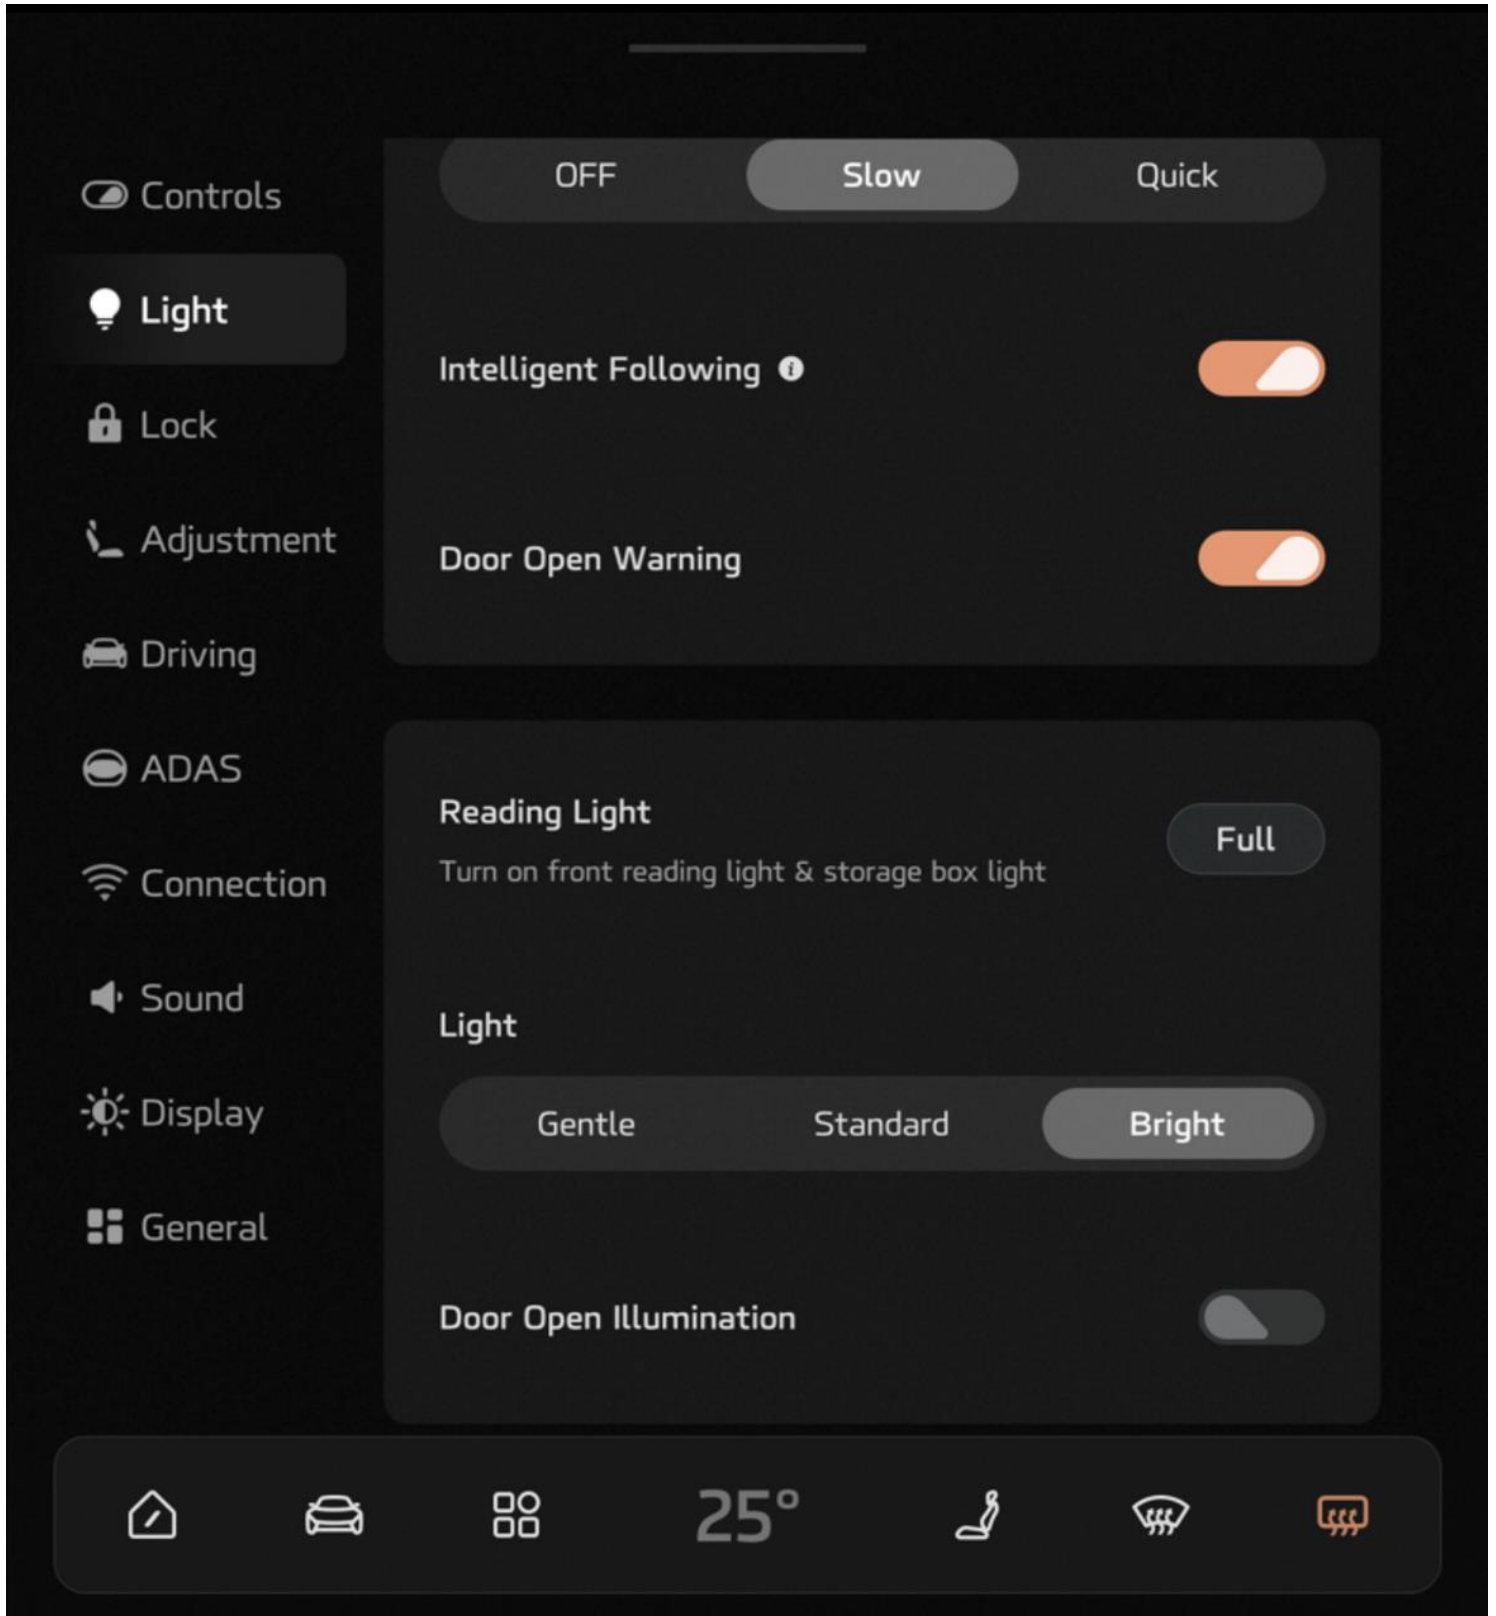 Controls
Light
Lock
Adjustment
Driving
ADAS
Connection
Sound
Display
General
OFF Slow Quick
Intelligent Following
Door Open Warning
Reading Light
Turn on front reading light & storage box light
Full
Light
Gentle Standard Bright
Door Open Illumination
25°